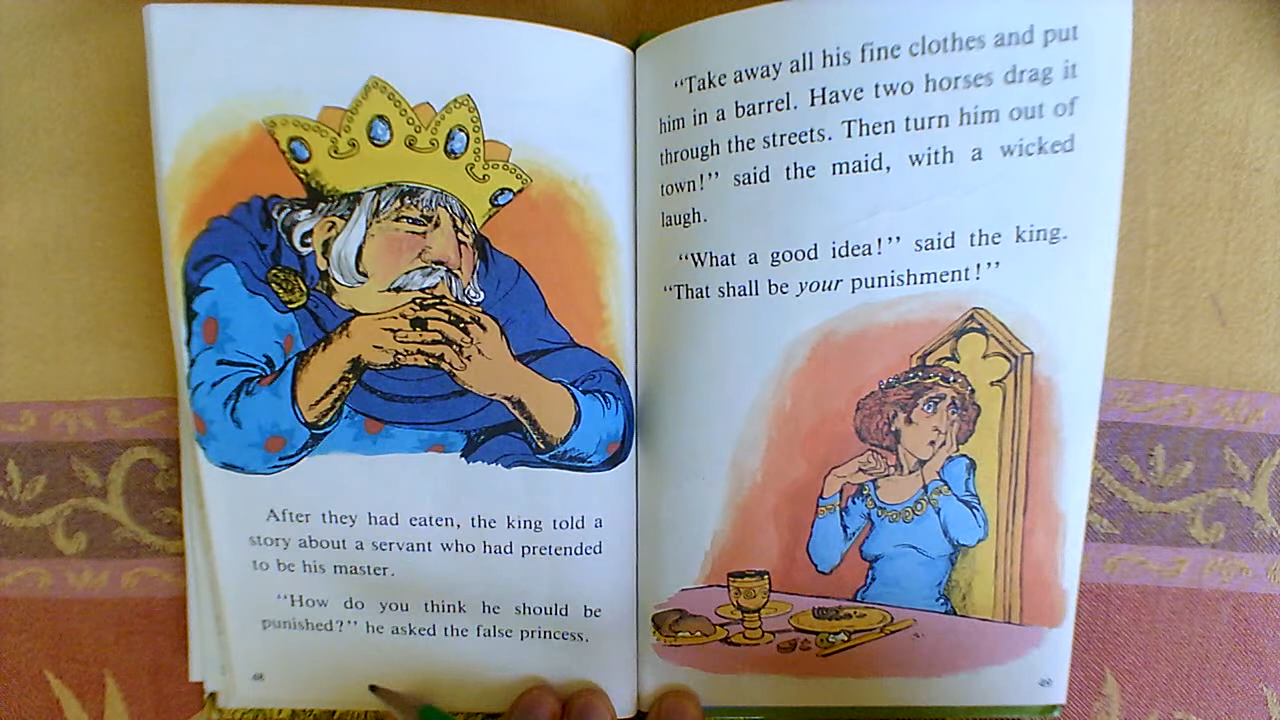 After they had eaten, the king told a
story about a servant who had pretended
to be his master.
"How do you think he should be
punished?" he asked the false princess.
48
"Take away all his fine clothes and put
him in a barrel. Have two horses drag it
through the streets. Then turn him out of
town!" said the maid, with a wicked
laugh.
"What a good idea!" said the king.
"That shall be your punishment!"
49